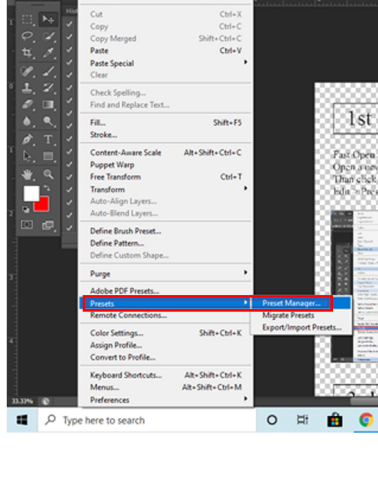 Cut Ctrl+X
Copy Ctrl+C
Copy Merged Shift+Ctrl+C
Paste Ctrl+V
Paste Special
Clear
Check Spelling...
Find and Replace Text...
Fill... Shift+F5
Stroke...
Content-Aware Scale Alt+Shift+Ctrl+C
Puppet Warp
Free Transform Ctrl+T
Transform
Auto-Align Layers...
Auto-Blend Layers...
Define Brush Preset...
Define Pattern...
Define Custom Shape...
Purge
Adobe PDF Presets...
Presets
Remote Connections...
Color Settings... Shift+Ctrl+K
Assign Profile...
Convert to Profile...
Keyboard Shortcuts... Alt+Shift+Ctrl+K
Menus... Alt+Shift+Ctrl+M
Preferences
Preset Manager...
Migrate Presets
Export/Import Presets...
1st
Fast Open
Open a new
Than click
Edit > Pres
33.33%
Type here to search